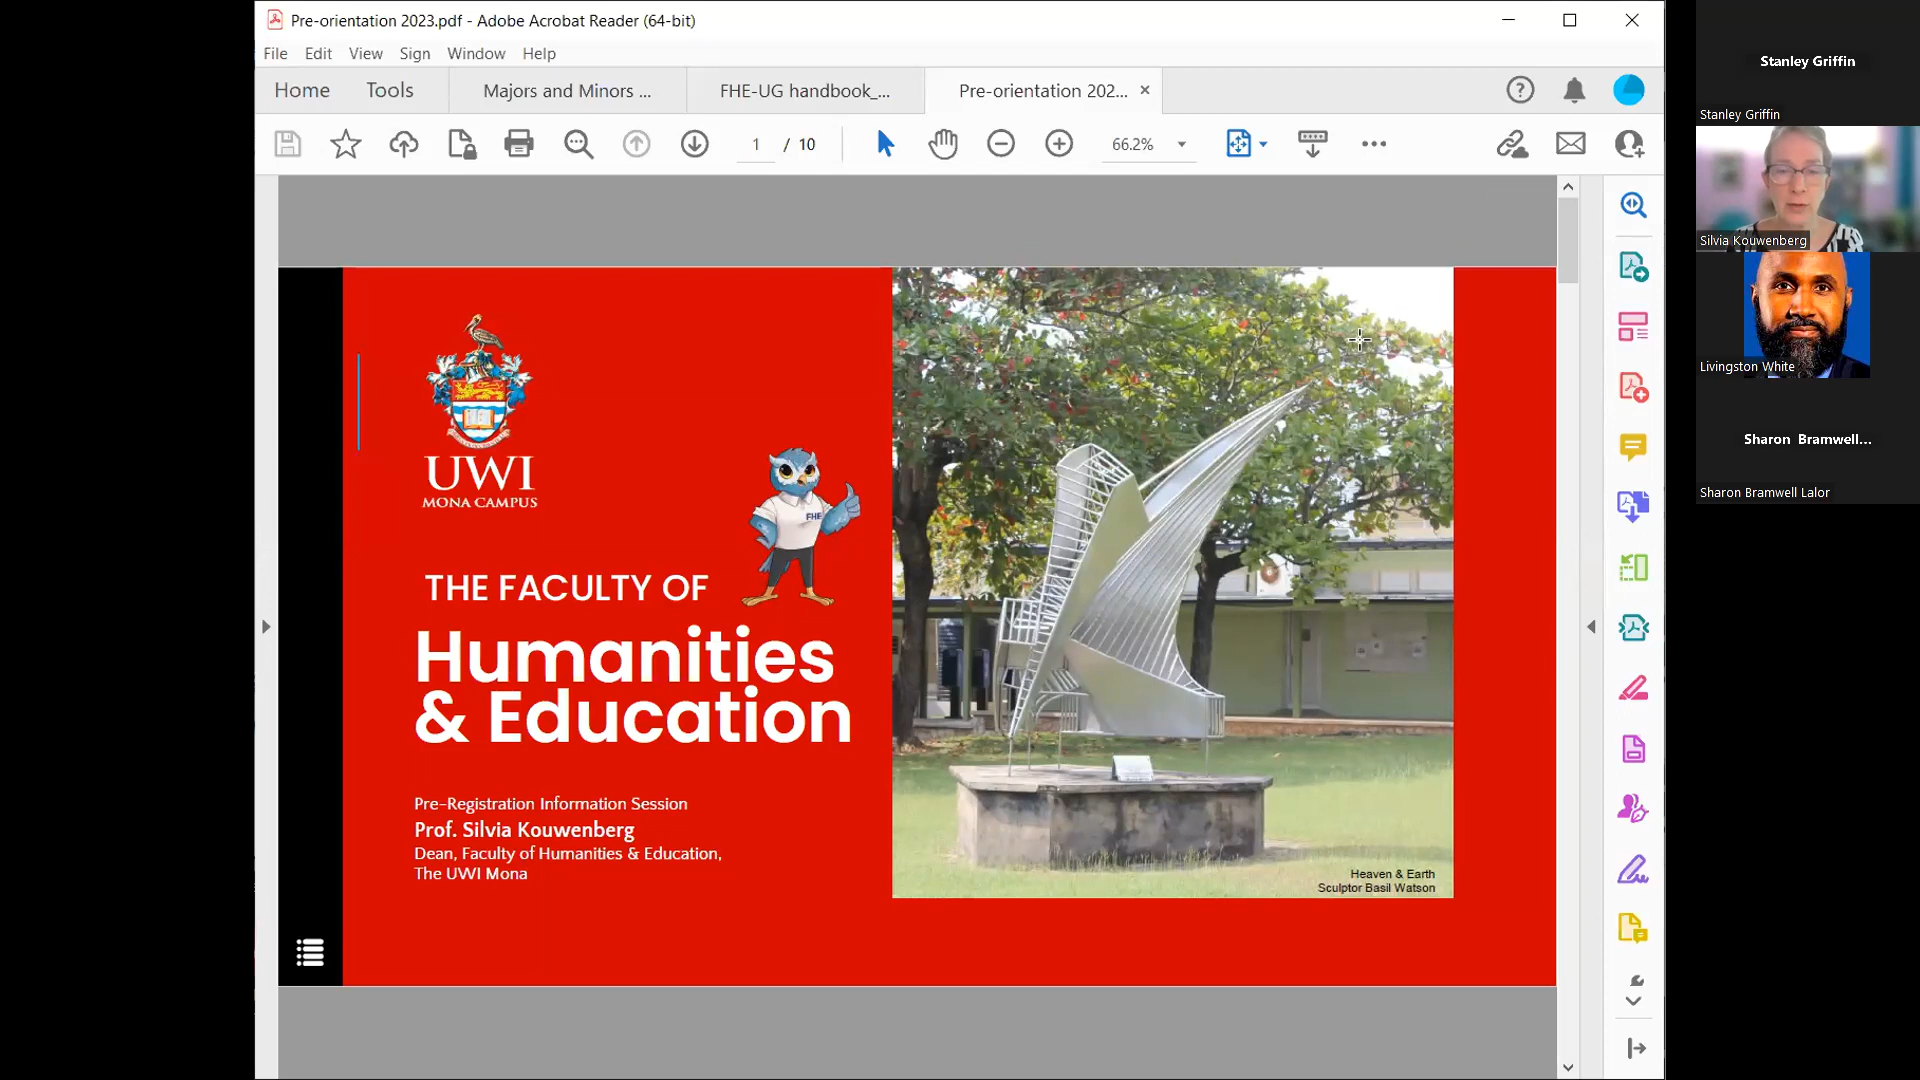 Pre-orientation 2023.pdf - Adobe Acrobat Reader (64-bit)
File Edit View Sign Window Help
Home Tools Majors and Minors ... FHE-UG handbook_... Pre-orientation 202...
1 / 10 66.2%
UWI
MONA CAMPUS
FHE
THE FACULTY OF
Humanities
& Education
Pre-Registration Information Session
Prof. Silvia Kouwenberg
Dean, Faculty of Humanities & Education,
The UWI Mona
Heaven & Earth
Sculptor Basil Watson
Stanley Griffin
Stanley Griffin
Silvia Kouwenberg
Livingston White
Sharon Bramwell...
Sharon Bramwell Lalor